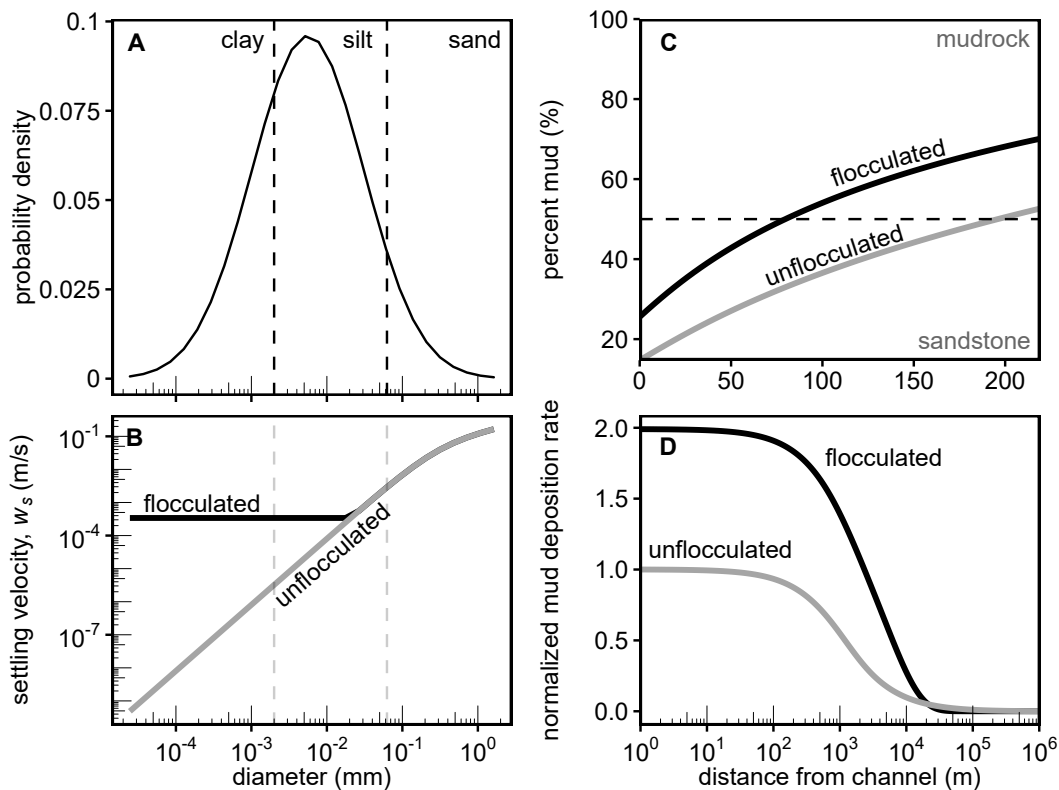 A
clay
silt
sand
0.1
0.075
0.05
0.025
0
probability density
B
flocculated
unflocculated
10⁻¹
10⁻⁴
10⁻⁷
settling velocity, wₛ (m/s)
10⁻⁴ 10⁻³ 10⁻² 10⁻¹ 10⁰
diameter (mm)
C
mudrock
flocculated
unflocculated
sandstone
100
80
60
40
20
percent mud (%)
0 50 100 150 200
D
flocculated
unflocculated
2.0
1.5
1.0
0.5
0.0
normalized mud deposition rate
10⁰ 10¹ 10² 10³ 10⁴ 10⁵ 10⁶
distance from channel (m)